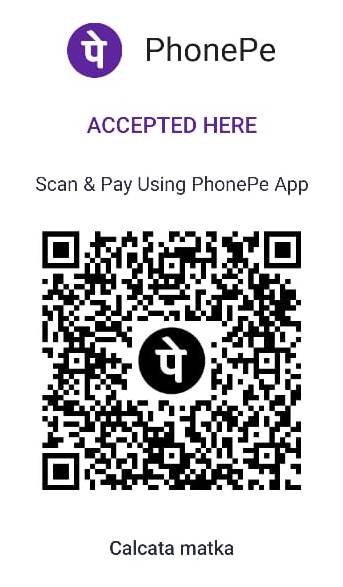 पे PhonePe
ACCEPTED HERE
Scan & Pay Using PhonePe App
पे
Calcata matka